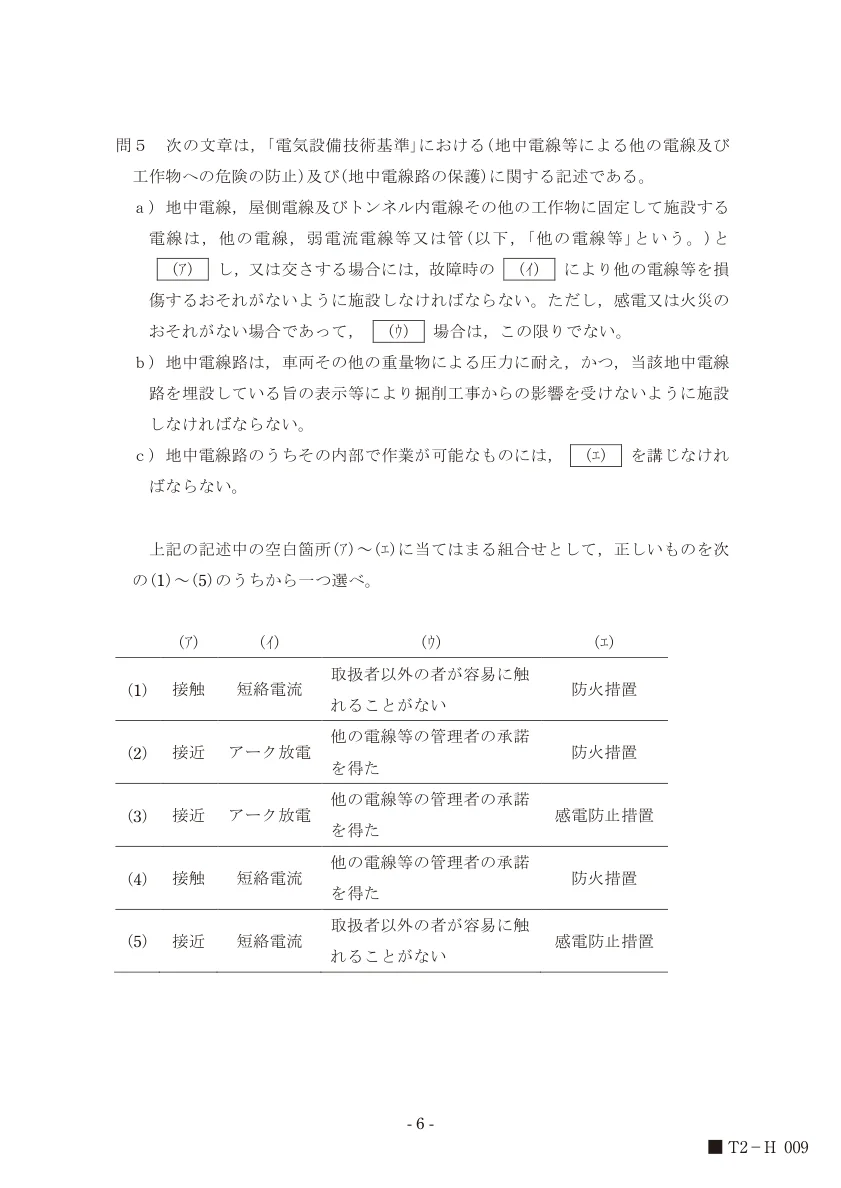 問５　次の文章は，「電気設備技術基準」における(地中電線等による他の電線及び
工作物への危険の防止)及び(地中電線路の保護)に関する記述である。
ａ）地中電線，屋側電線及びトンネル内電線その他の工作物に固定して施設する
電線は，他の電線，弱電流電線等又は管(以下，「他の電線等」という。)と
(ｱ) し，又は交さする場合には，故障時の (ｲ) により他の電線等を損
傷するおそれがないように施設しなければならない。ただし，感電又は火災の
おそれがない場合であって， (ｳ) 場合は，この限りでない。
ｂ）地中電線路は，車両その他の重量物による圧力に耐え，かつ，当該地中電線
路を埋設している旨の表示等により掘削工事からの影響を受けないように施設
しなければならない。
ｃ）地中電線路のうちその内部で作業が可能なものには， (ｴ) を講じなけれ
ばならない。
上記の記述中の空白箇所(ｱ)～(ｴ)に当てはまる組合せとして，正しいものを次
の(1)～(5)のうちから一つ選べ。
(ｱ) (ｲ) (ｳ) (ｴ)
(1) 接触 短絡電流 取扱者以外の者が容易に触れることがない 防火措置
(2) 接近 アーク放電 他の電線等の管理者の承諾を得た 防火措置
(3) 接近 アーク放電 他の電線等の管理者の承諾を得た 感電防止措置
(4) 接触 短絡電流 他の電線等の管理者の承諾を得た 防火措置
(5) 接近 短絡電流 取扱者以外の者が容易に触れることがない 感電防止措置
- 6 -
■ T2－H 009